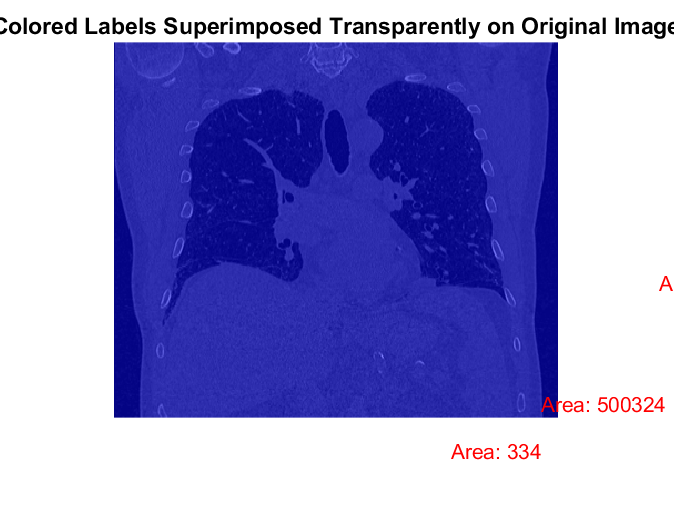 Colored Labels Superimposed Transparently on Original Image
A
Area: 500324
Area: 334